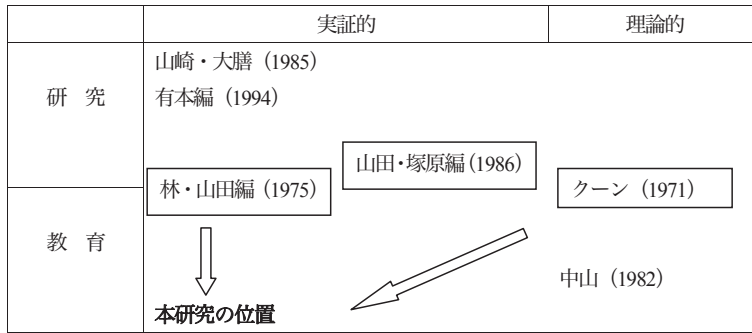 実証的 理論的
研 究
山崎・大膳（1985）
有本編（1994）
山田・塚原編（1986）
林・山田編（1975）
クーン（1971）
教 育
中山（1982）
本研究の位置